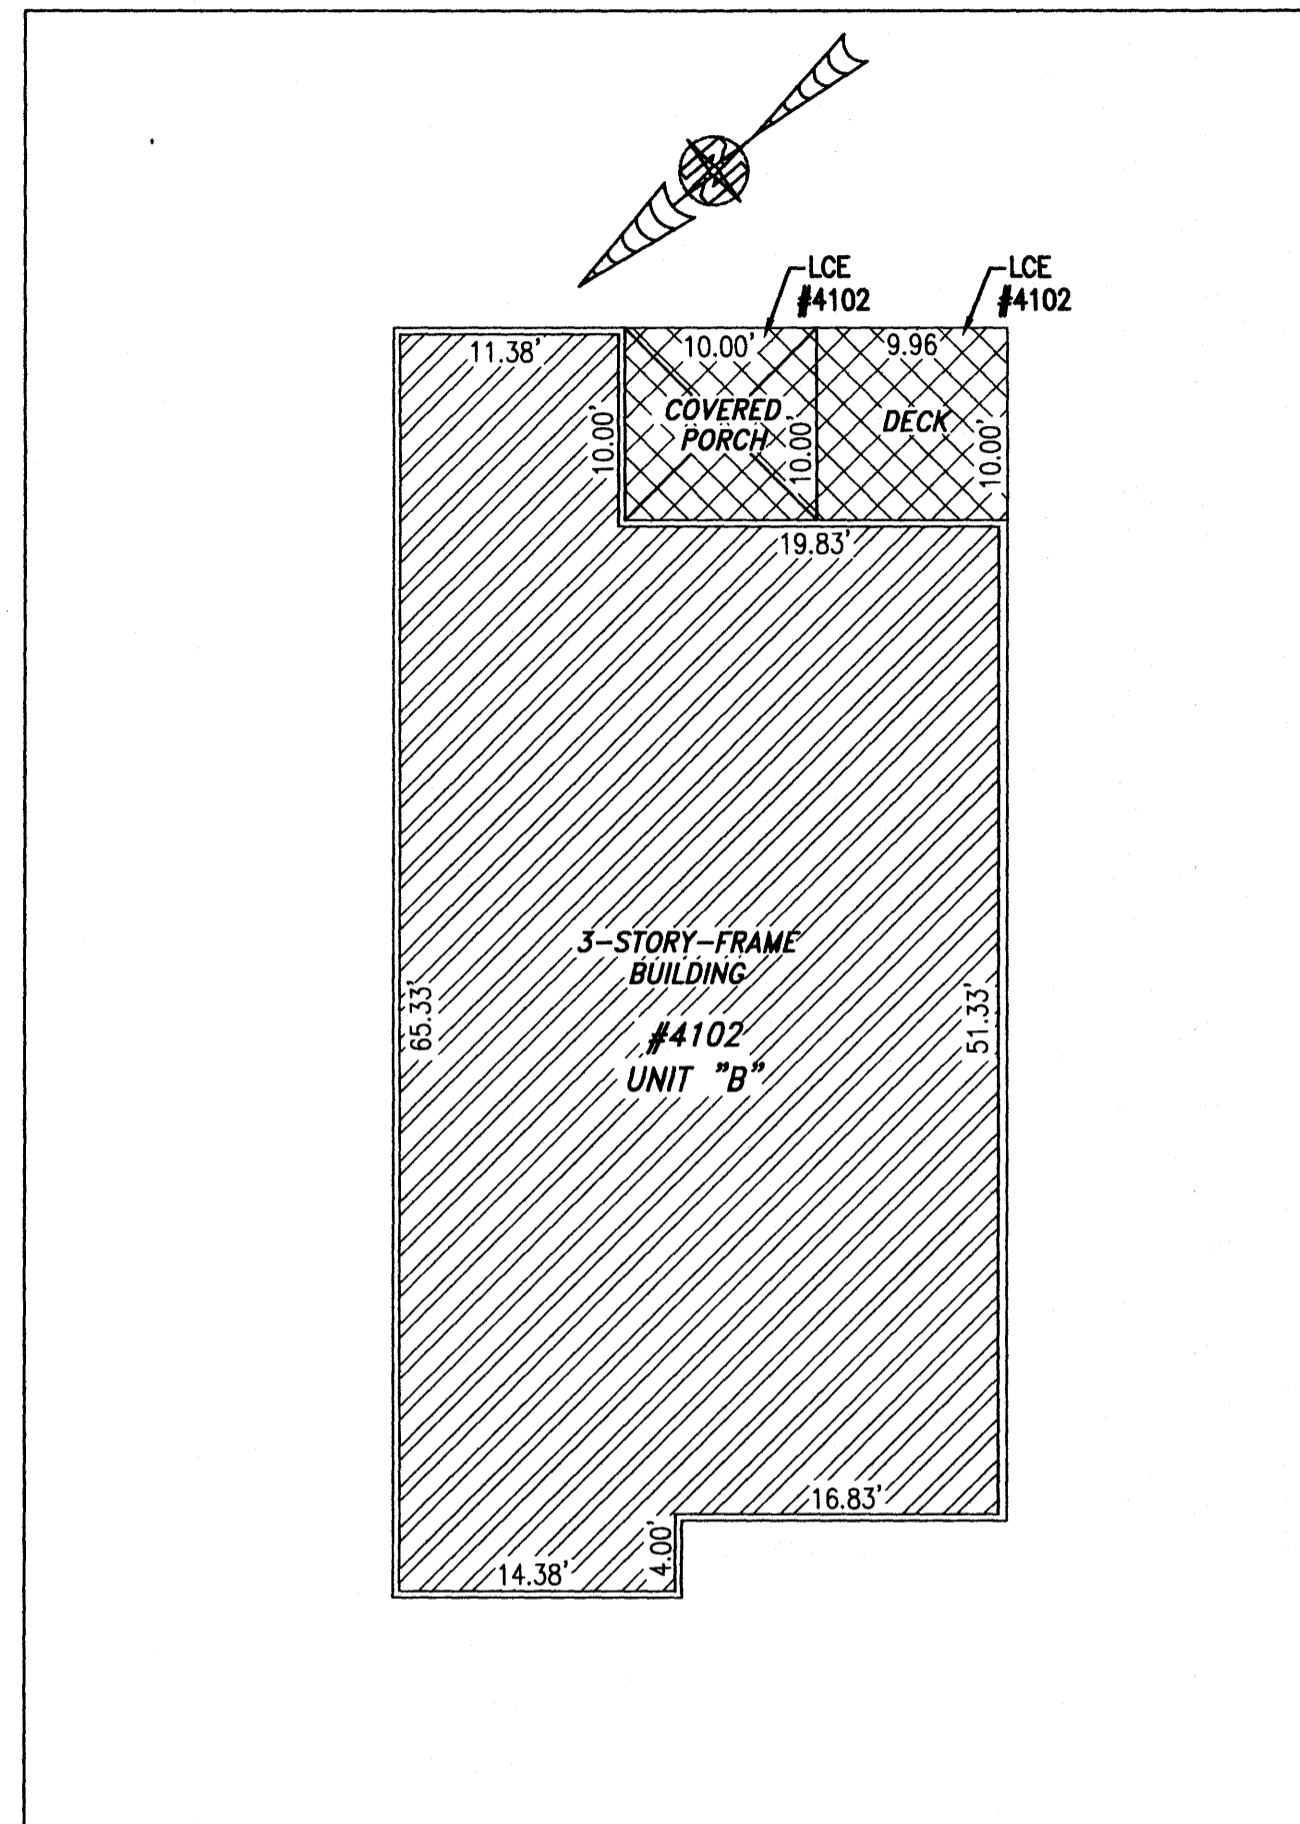 LCE
#4102
LCE
#4102
11.38'
10.00'
9.96
COVERED
PORCH
DECK
10.00'
10.00'
10.00'
19.83'
3-STORY-FRAME
BUILDING
#4102
UNIT "B"
65.33'
51.33'
16.83'
4.00'
14.38'